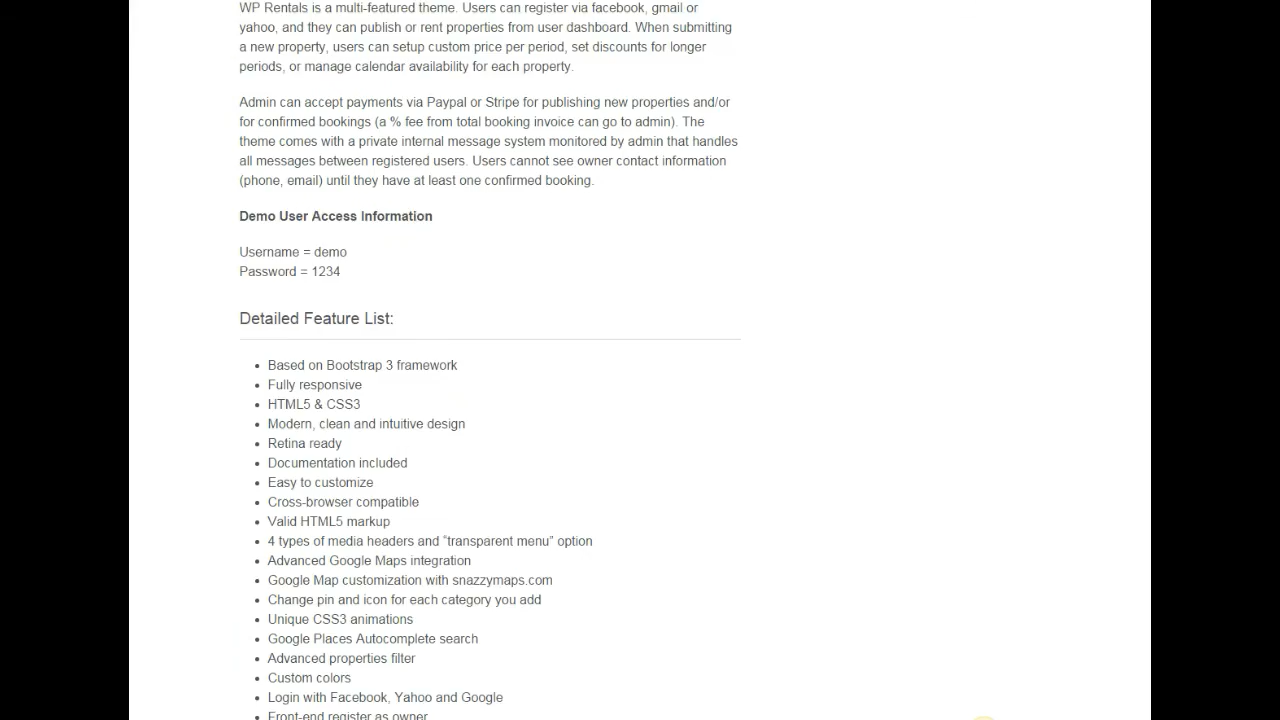 WP Rentals is a multi-featured theme. Users can register via facebook, gmail or
yahoo, and they can publish or rent properties from user dashboard. When submitting
a new property, users can setup custom price per period, set discounts for longer
periods, or manage calendar availability for each property.
Admin can accept payments via Paypal or Stripe for publishing new properties and/or
for confirmed bookings (a % fee from total booking invoice can go to admin). The
theme comes with a private internal message system monitored by admin that handles
all messages between registered users. Users cannot see owner contact information
(phone, email) until they have at least one confirmed booking.
Demo User Access Information
Username = demo
Password = 1234
Detailed Feature List:
• Based on Bootstrap 3 framework
• Fully responsive
• HTML5 & CSS3
• Modern, clean and intuitive design
• Retina ready
• Documentation included
• Easy to customize
• Cross-browser compatible
• Valid HTML5 markup
• 4 types of media headers and “transparent menu” option
• Advanced Google Maps integration
• Google Map customization with snazzymaps.com
• Change pin and icon for each category you add
• Unique CSS3 animations
• Google Places Autocomplete search
• Advanced properties filter
• Custom colors
• Login with Facebook, Yahoo and Google
• Front-end register as owner